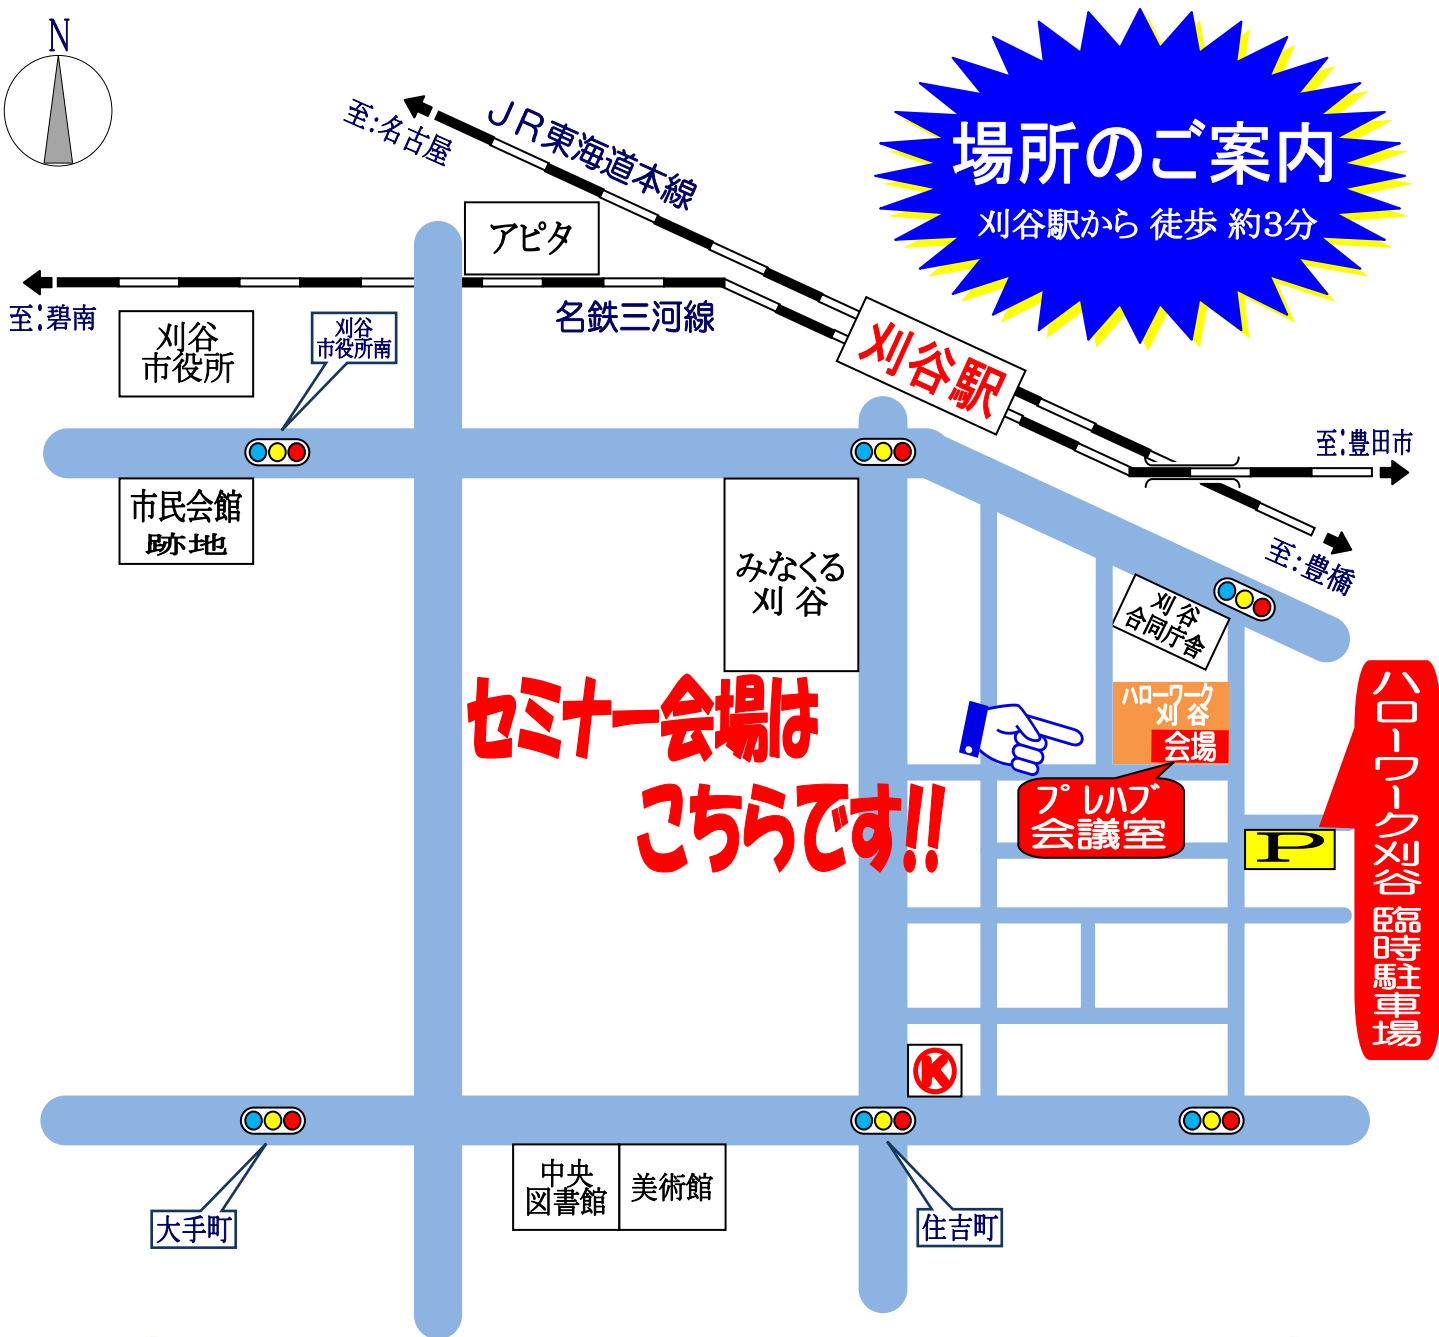 N
場所のご案内
刈谷駅から 徒歩 約3分
至:名古屋
JR東海道本線
アピタ
至:碧南
名鉄三河線
刈谷
市役所
刈谷
市役所南
刈谷駅
至:豊田市
至:豊橋
市民会館
跡地
みなくる
刈 谷
刈 谷
合同庁舎
ハローワーク
刈 谷
会場
セミナー会場は
こちらです!!
プレハブ
会議室
P
ハローワーク刈谷 臨時駐車場
K
中央
図書館
美術館
大手町
住吉町